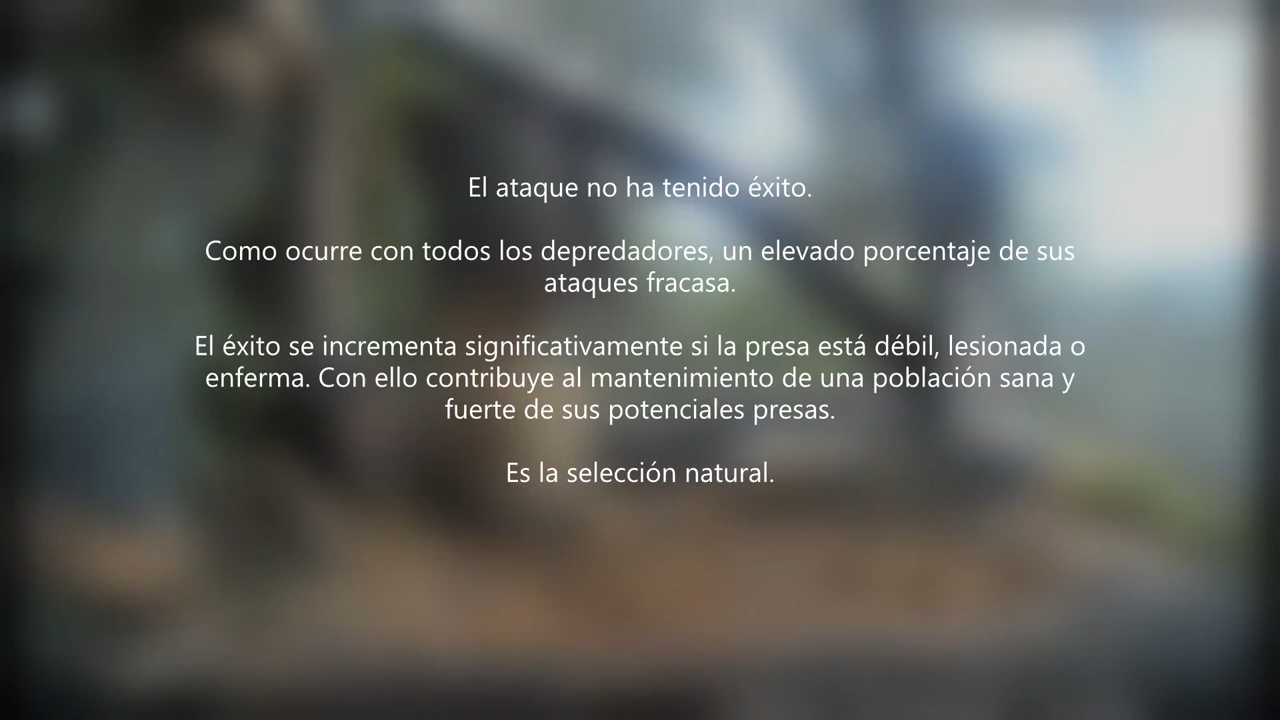 El ataque no ha tenido éxito.
Como ocurre con todos los depredadores, un elevado porcentaje de sus
ataques fracasa.
El éxito se incrementa significativamente si la presa está débil, lesionada o
enferma. Con ello contribuye al mantenimiento de una población sana y
fuerte de sus potenciales presas.
Es la selección natural.